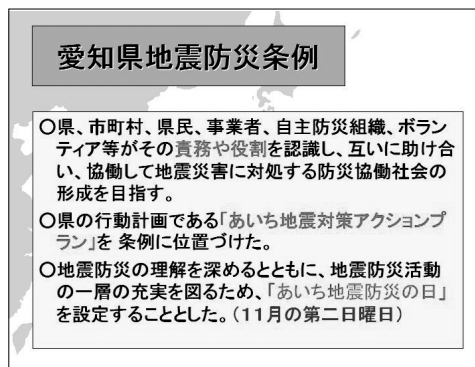 愛知県地震防災条例
○県、市町村、県民、事業者、自主防災組織、ボラン
ティア等がその責務や役割を認識し、互いに助け合
い、協働して地震災害に対処する防災協働社会の
形成を目指す。
○県の行動計画である「あいち地震対策アクションプ
ラン」を 条例に位置づけた。
○地震防災の理解を深めるとともに、地震防災活動
の一層の充実を図るため、「あいち地震防災の日」
を設定することとした。(11月の第二日曜日)